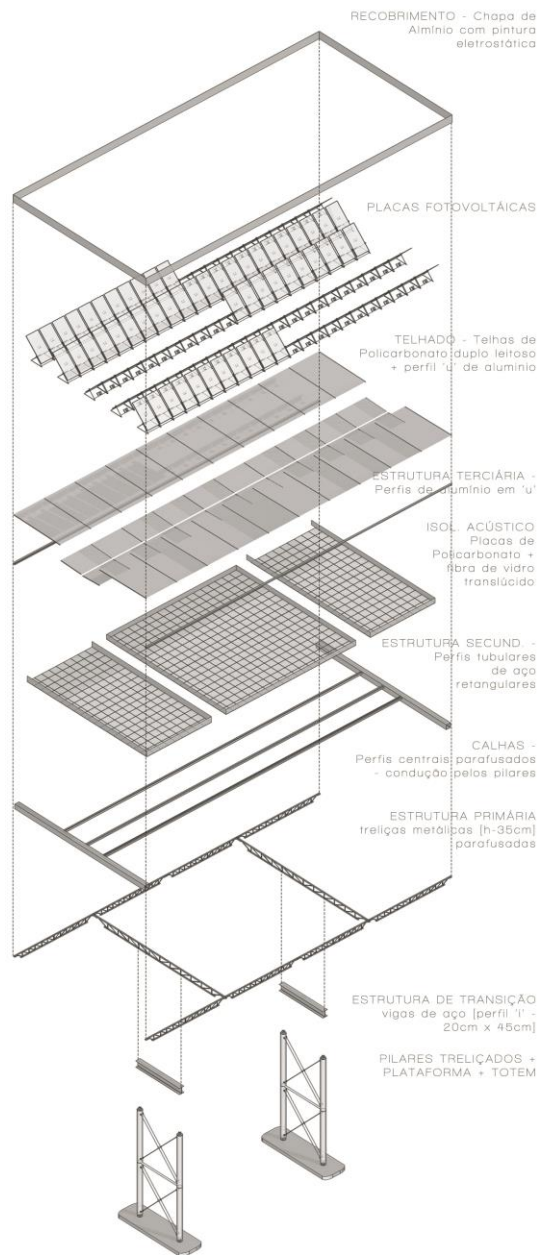 RECOBRIMENTO - Chapa de
Almínio com pintura
eletrostática
PLACAS FOTOVOLTÁICAS
TELHADO - Telhas de
Policarbonato duplo leitoso
+ perfil 'u' de alumínio
ESTRUTURA TERCIÁRIA -
Perfis de alumínio em 'u'
ISOL. ACÚSTICO
Placas de
Policarbonato +
fibra de vidro
translúcido
ESTRUTURA SECUND. -
Perfis tubulares
de aço
retangulares
CALHAS -
Perfis centrais parafusados
- condução pelos pilares
ESTRUTURA PRIMÁRIA
treliças metálicas [h-35cm]
parafusadas
ESTRUTURA DE TRANSIÇÃO
vigas de aço [perfil 'i' -
20cm x 45cm]
PILARES TRELIÇADOS +
PLATAFORMA + TOTEM